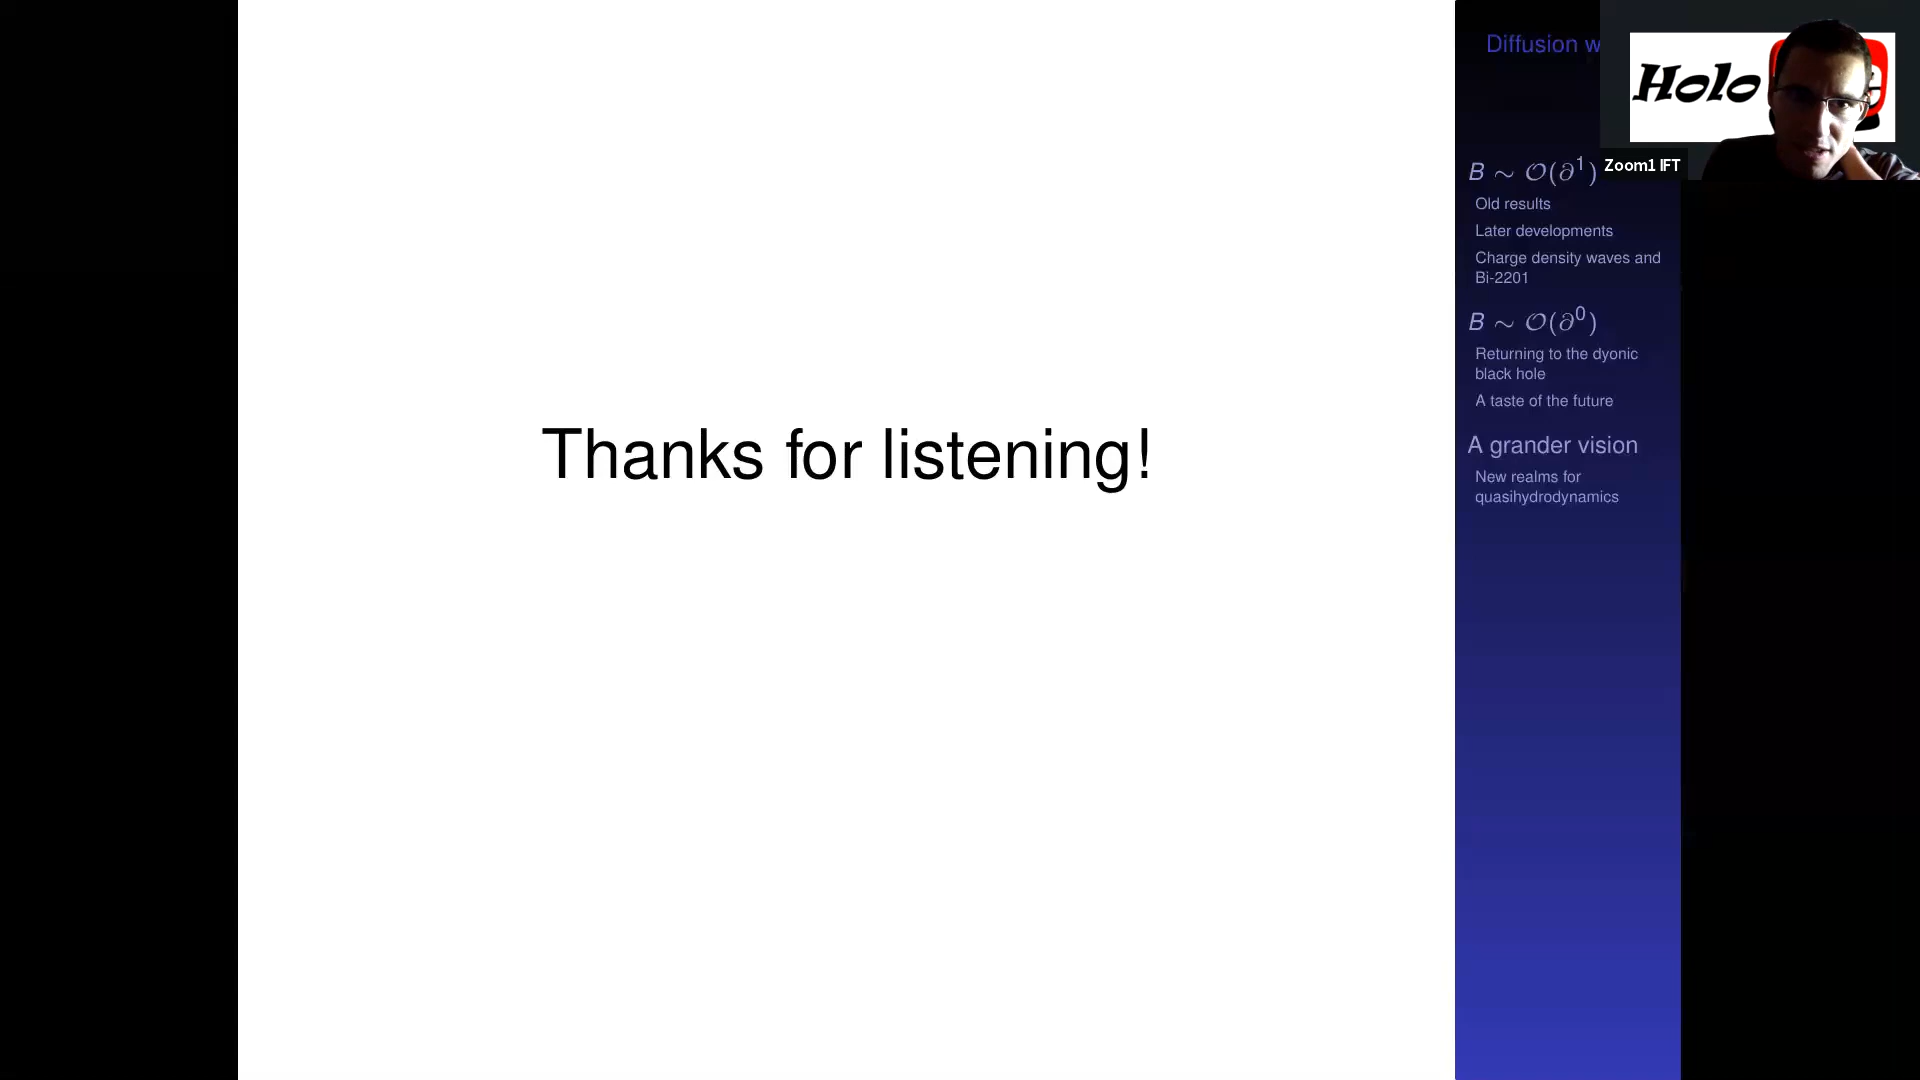 Thanks for listening!
Diffusion w
B ∼ 𝒪(∂¹)
Old results
Later developments
Charge density waves and
Bi-2201
B ∼ 𝒪(∂⁰)
Returning to the dyonic
black hole
A taste of the future
A grander vision
New realms for
quasihydrodynamics
Holo
Zoom1 IFT